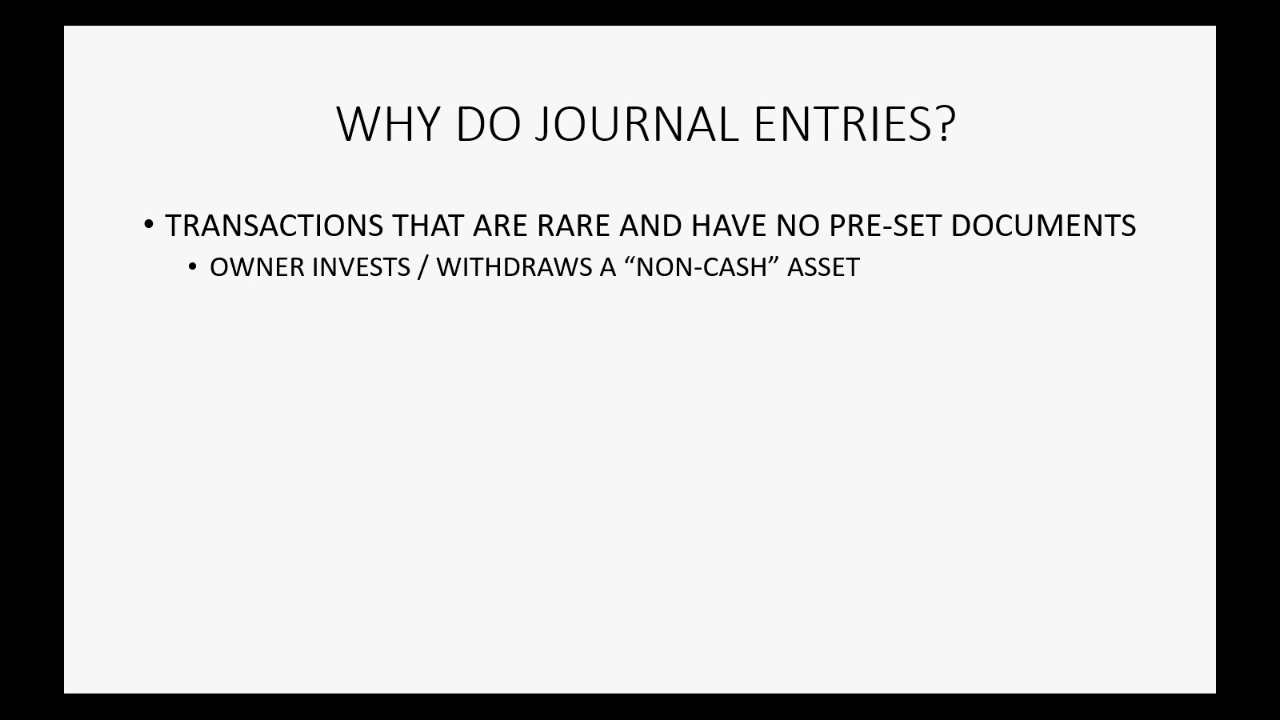 WHY DO JOURNAL ENTRIES?
• TRANSACTIONS THAT ARE RARE AND HAVE NO PRE-SET DOCUMENTS
• OWNER INVESTS / WITHDRAWS A “NON-CASH” ASSET